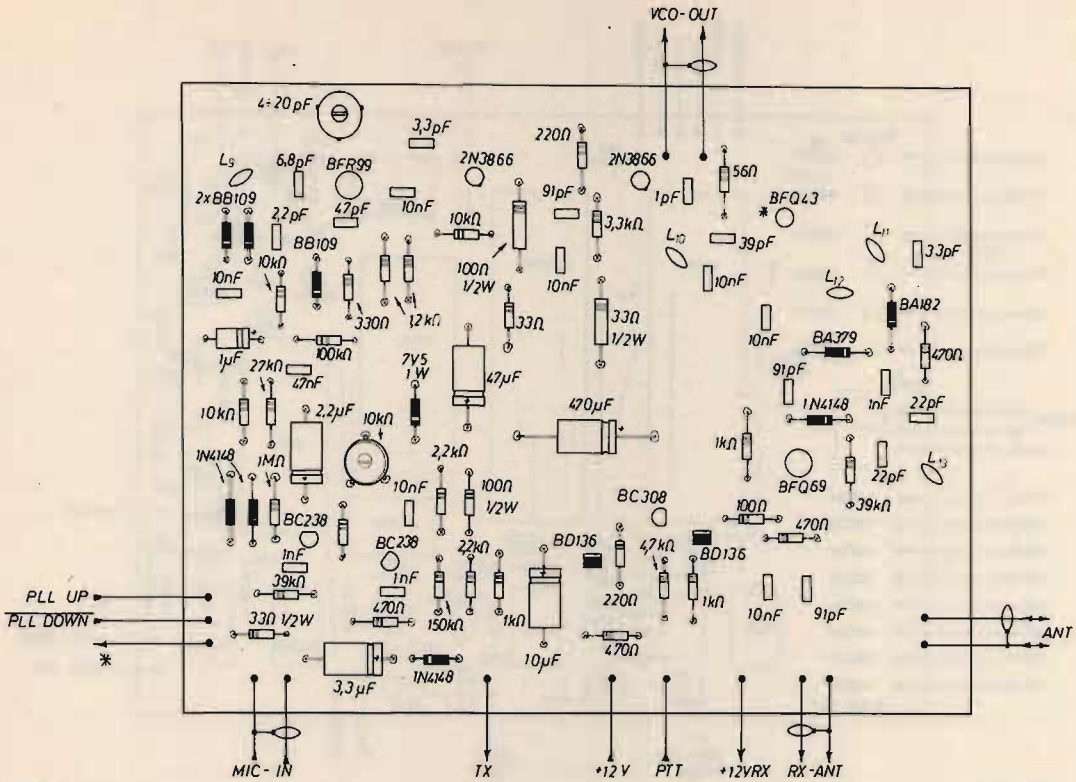 VCO-OUT
4÷20pF
3,3pF
220Ω
L9
6,8pF
BFR99
2N3866
2N3866
56Ω
2xBB109
91pF
1pF
*
BFQ43
2,2pF
47pF
10nF
10kΩ
3,3kΩ
39pF
L10
L11
3,3pF
10kΩ
BB109
100Ω
1/2W
10nF
10nF
L12
BA182
10nF
330Ω
1,2kΩ
33Ω
33Ω
1/2W
10nF
BA379
470Ω
1µF
100kΩ
27kΩ
47nF
7V5
1W
47µF
91pF
1nF
10kΩ
2,2µF
10kΩ
470µF
1N4148
22pF
1kΩ
1N4148
1MΩ
2,2kΩ
100Ω
1/2W
BFQ69
39kΩ
22pF
L13
10nF
BC308
100Ω
BC238
BC238
BD136
4,7kΩ
BD136
470Ω
1nF
22kΩ
39kΩ
1nF
470Ω
150kΩ
1kΩ
220Ω
1kΩ
10nF
91pF
PLL UP
PLL DOWN
*
33Ω 1/2W
10µF
470Ω
ANT
3,3µF
1N4148
MIC-IN
TX
+12V
PTT
+12VRX
RX-ANT